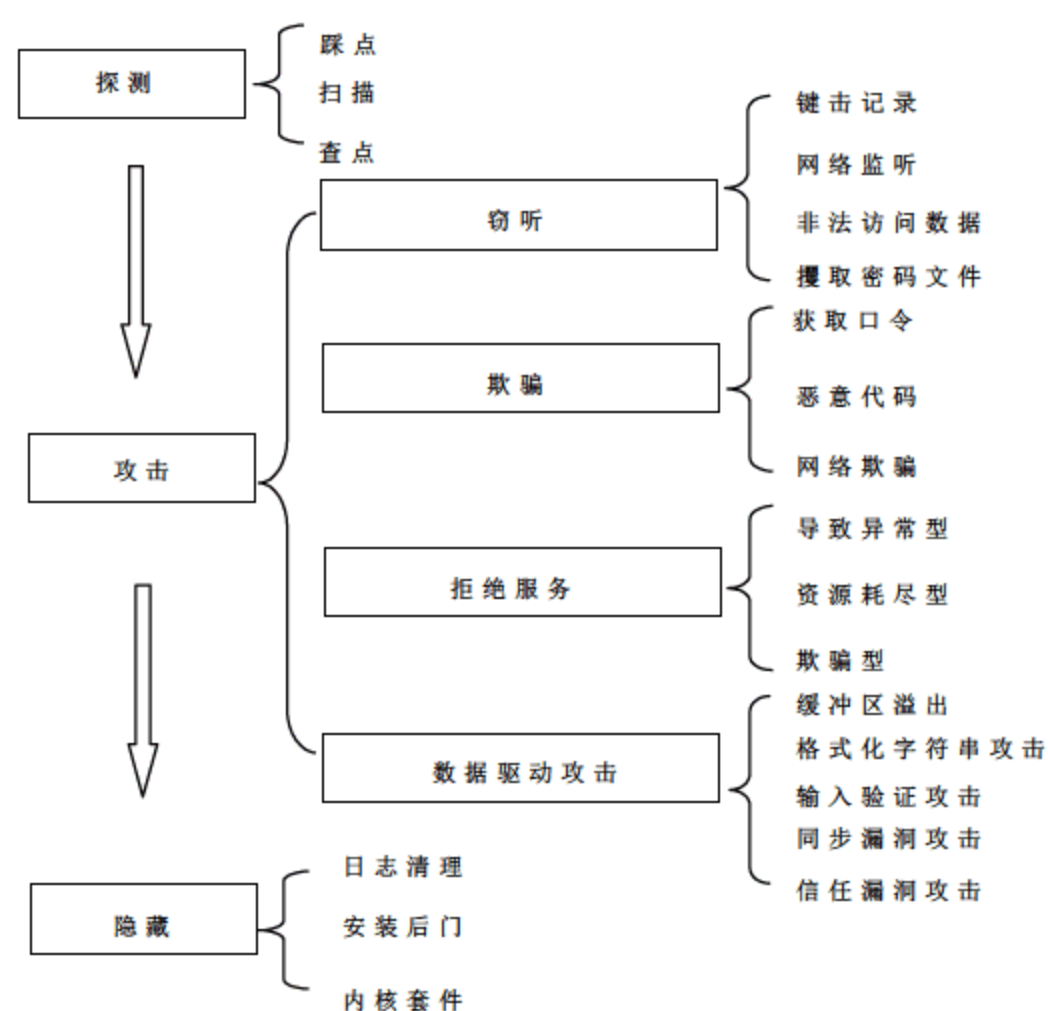 探测
踩点
扫描
查点
窃听
键击记录
网络监听
非法访问数据
攫取密码文件
欺骗
获取口令
恶意代码
网络欺骗
攻击
拒绝服务
导致异常型
资源耗尽型
欺骗型
数据驱动攻击
缓冲区溢出
格式化字符串攻击
输入验证攻击
同步漏洞攻击
信任漏洞攻击
隐藏
日志清理
安装后门
内核套件